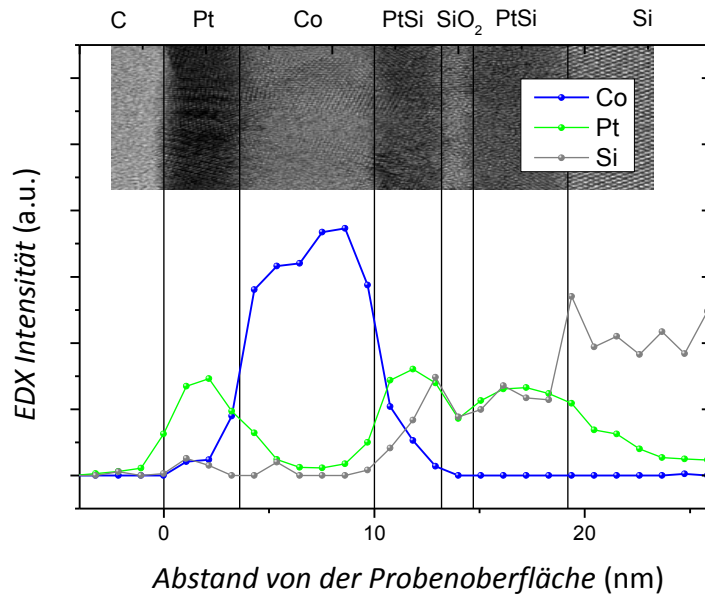 C Pt Co PtSi SiO₂ PtSi Si
Co
Pt
Si
EDX Intensität (a.u.)
0 10 20
Abstand von der Probenoberfläche (nm)